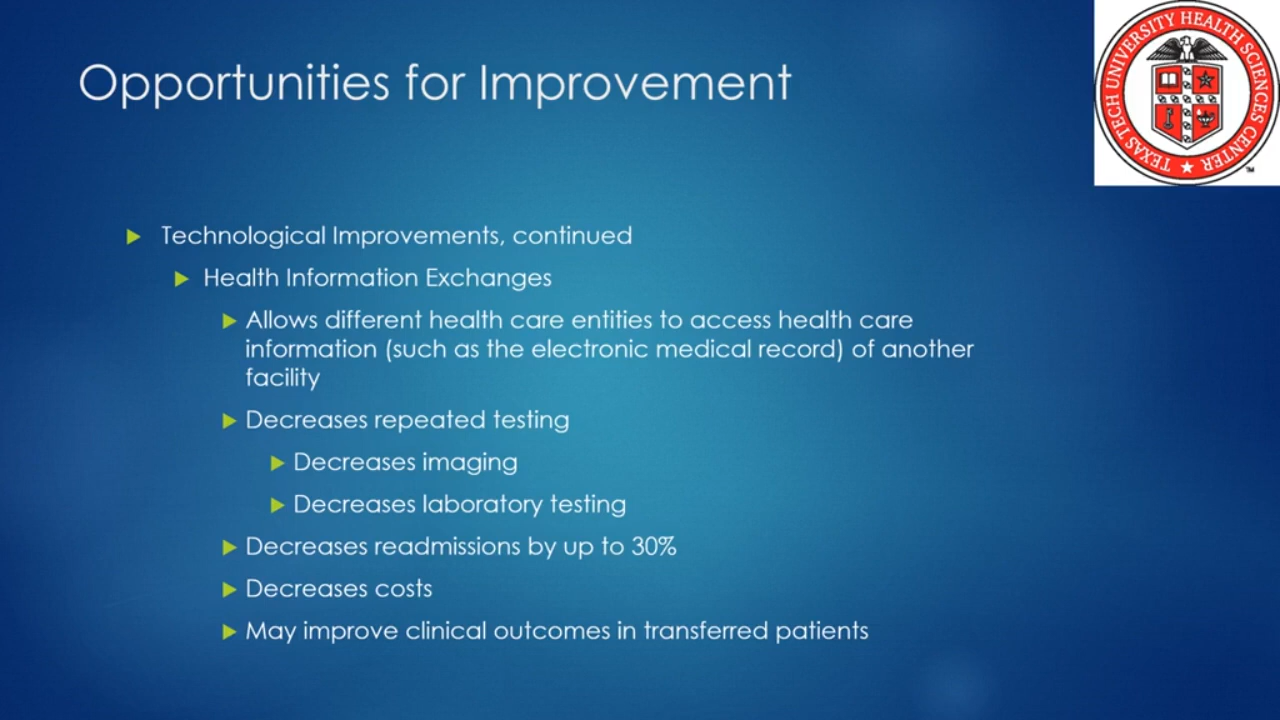 Opportunities for Improvement
TEXAS TECH UNIVERSITY HEALTH SCIENCES CENTER
TM
Technological Improvements, continued
Health Information Exchanges
Allows different health care entities to access health care
information (such as the electronic medical record) of another
facility
Decreases repeated testing
Decreases imaging
Decreases laboratory testing
Decreases readmissions by up to 30%
Decreases costs
May improve clinical outcomes in transferred patients